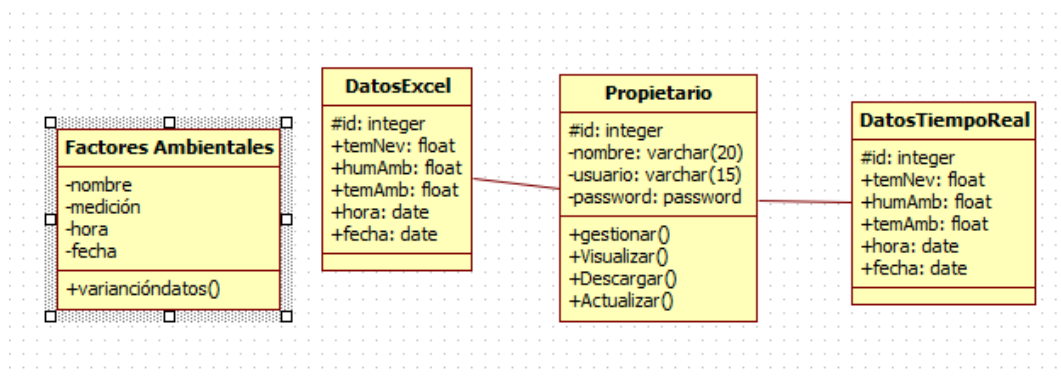 Factores Ambientales
-nombre
-medición
-hora
-fecha
+variancióndatos()
DatosExcel
#id: integer
+temNev: float
+humAmb: float
+temAmb: float
+hora: date
+fecha: date
Propietario
#id: integer
-nombre: varchar(20)
-usuario: varchar(15)
-password: password
+gestionar()
+Visualizar()
+Descargar()
+Actualizar()
DatosTiempoReal
#id: integer
+temNev: float
+humAmb: float
+temAmb: float
+hora: date
+fecha: date